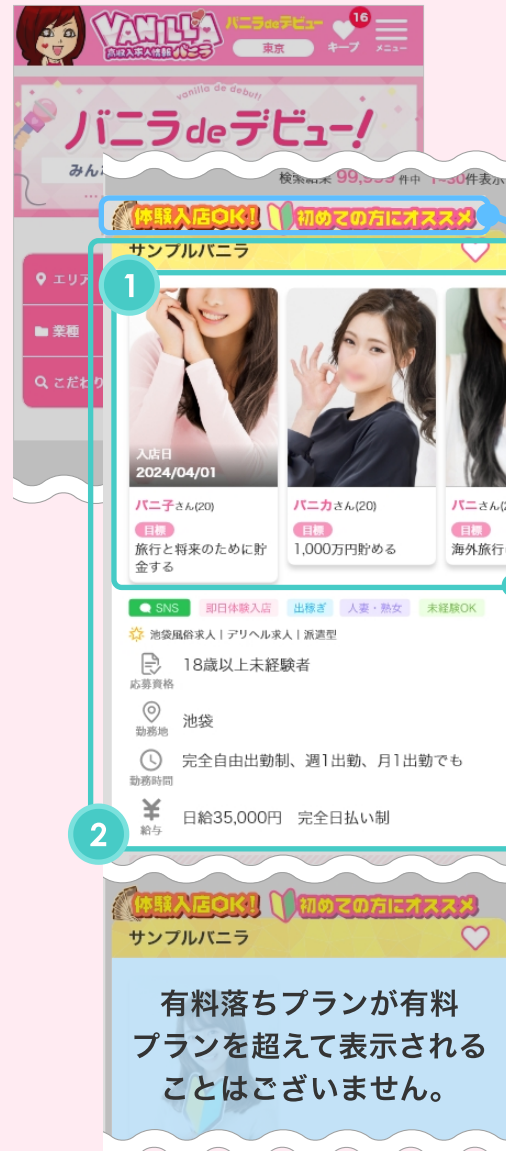 VANILLA
高収入求人情報 バニラ
バニラdeデビュー
東京
16
キープ
メニュー
vanilla de debut!
バニラdeデビュー!
みん
検索結果 99,999 件中 1~30件表示
体験入店OK! 初めての方にオススメ
サンプルバニラ
エリア
業種
こだわり
1
入店日
2024/04/01
バニ子さん(20)
目標
旅行と将来のために貯
金する
バニカさん(20)
目標
1,000万円貯める
バニ
さん(2
目標
海外旅行
SNS 即日体験入店 出稼ぎ 人妻・熟女 未経験OK
池袋風俗求人 | デリヘル求人 | 派遣型
応募資格
18歳以上未経験者
勤務地
池袋
勤務時間
完全自由出勤制、週1出勤、月1出勤でも
給与
日給35,000円 完全日払い制
2
体験入店OK! 初めての方にオススメ
サンプルバニラ
有料落ちプランが有料
プランを超えて表示される
ことはございません。